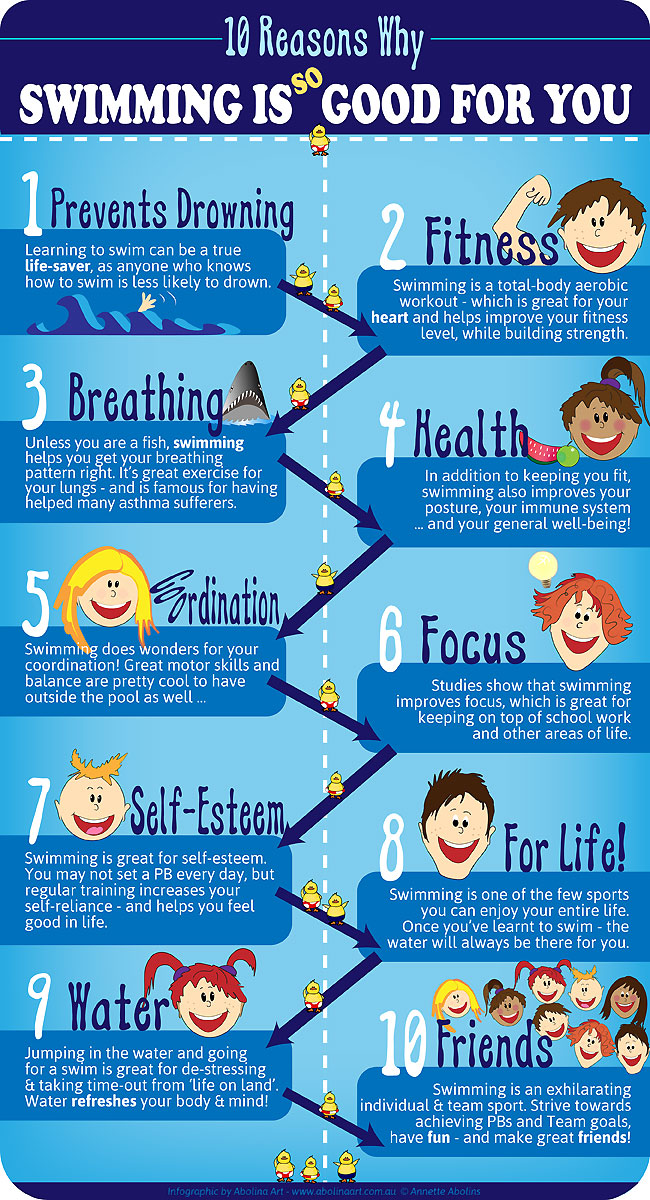 10 Reasons Why
SWIMMING IS SO GOOD FOR YOU
1 Prevents Drowning
Learning to swim can be a true
life-saver, as anyone who knows
how to swim is less likely to drown.
2 Fitness
Swimming is a total-body aerobic
workout - which is great for your
heart and helps improve your fitness
level, while building strength.
3 Breathing
Unless you are a fish, swimming
helps you get your breathing
pattern right. It's great exercise for
your lungs - and is famous for having
helped many asthma sufferers.
4 Health
In addition to keeping you fit,
swimming also improves your
posture, your immune system
... and your general well-being!
5 Coordination
Swimming does wonders for your
coordination! Great motor skills and
balance are pretty cool to have
outside the pool as well ...
6 Focus
Studies show that swimming
improves focus, which is great for
keeping on top of school work
and other areas of life.
7 Self-Esteem
Swimming is great for self-esteem.
You may not set a PB every day, but
regular training increases your
self-reliance - and helps you feel
good in life.
8 For Life!
Swimming is one of the few sports
you can enjoy your entire life.
Once you've learnt to swim - the
water will always be there for you.
9 Water
Jumping in the water and going
for a swim is great for de-stressing
& taking time-out from 'life on land'.
Water refreshes your body & mind!
10 Friends
Swimming is an exhilarating
individual & team sport. Strive towards
achieving PBs and Team goals,
have fun - and make great friends!
Infographic by Abolina Art - www.abolinaart.com.au © Annette Abolins